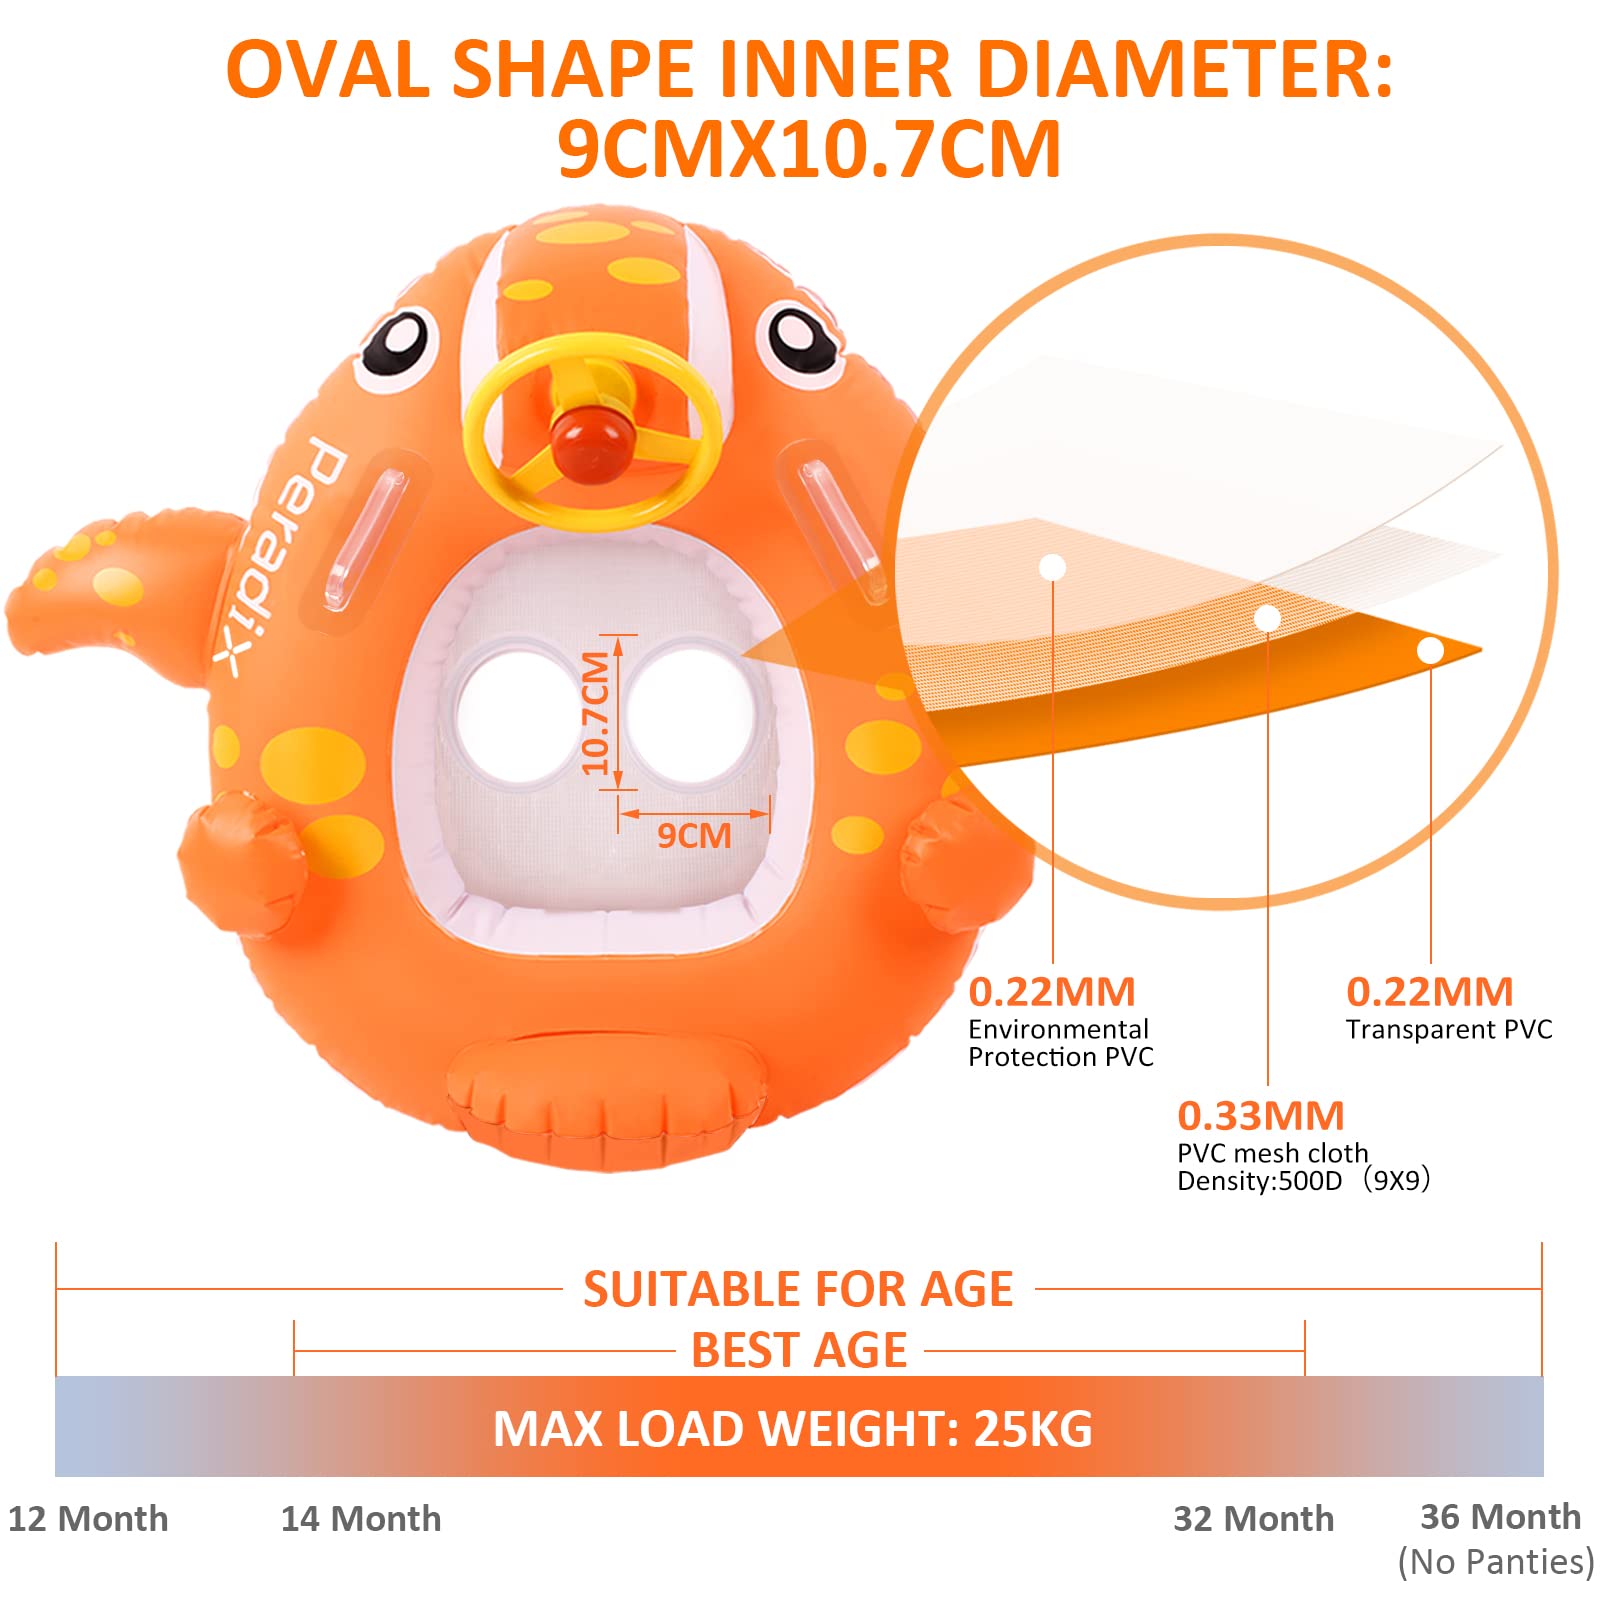 OVAL SHAPE INNER DIAMETER:
9CMX10.7CM
Peradix
10.7CM
9CM
0.22MM
Environmental
Protection PVC
0.22MM
Transparent PVC
0.33MM
PVC mesh cloth
Density:500D（9X9）
SUITABLE FOR AGE
BEST AGE
MAX LOAD WEIGHT: 25KG
12 Month
14 Month
32 Month
36 Month
(No Panties)